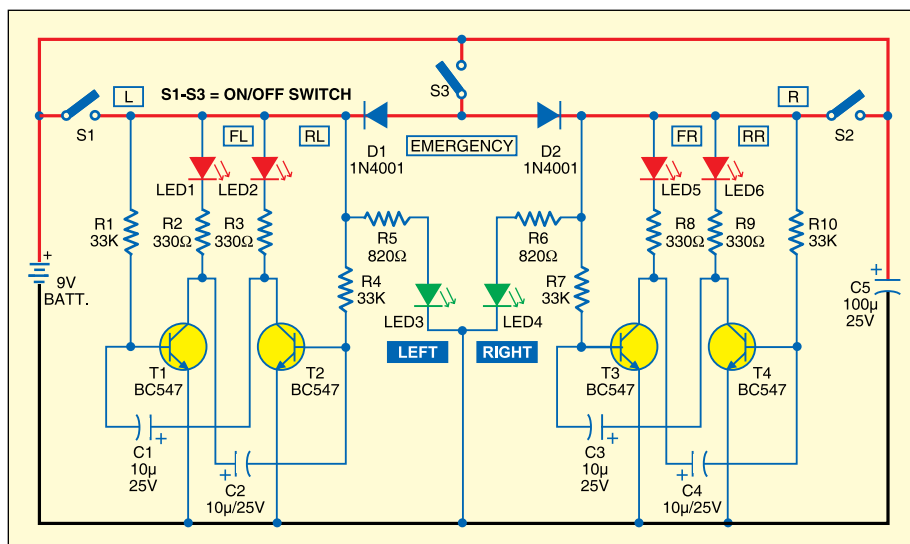 L
S1-S3 = ON/OFF SWITCH
S3
R
S1
S2
FL
RL
D1
1N4001
EMERGENCY
D2
1N4001
FR
RR
LED1
LED2
LED5
LED6
R1
33K
R2
330Ω
R3
330Ω
R5
820Ω
R6
820Ω
R8
330Ω
R9
330Ω
R10
33K
+
9V
BATT.
R4
33K
R7
33K
+
C5
100µ
25V
LED3
LED4
LEFT
RIGHT
T1
BC547
T2
BC547
T3
BC547
T4
BC547
+
C1
10µ
25V
+
C2
10µ/25V
+
C3
10µ
25V
+
C4
10µ/25V